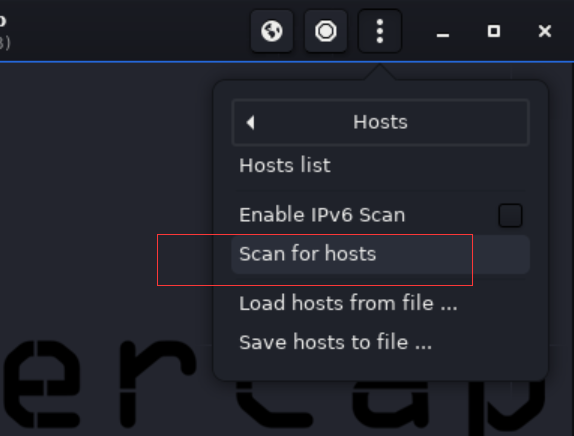 p
3)
Hosts
Hosts list
Enable IPv6 Scan
Scan for hosts
Load hosts from file ...
Save hosts to file ...
ercap